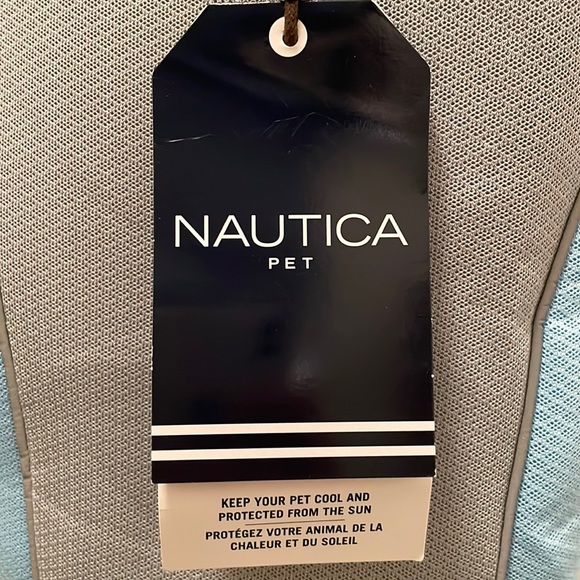 NAUTICA
PET
KEEP YOUR PET COOL AND
PROTECTED FROM THE SUN
PROTÉGEZ VOTRE ANIMAL DE LA
CHALEUR ET DU SOLEIL